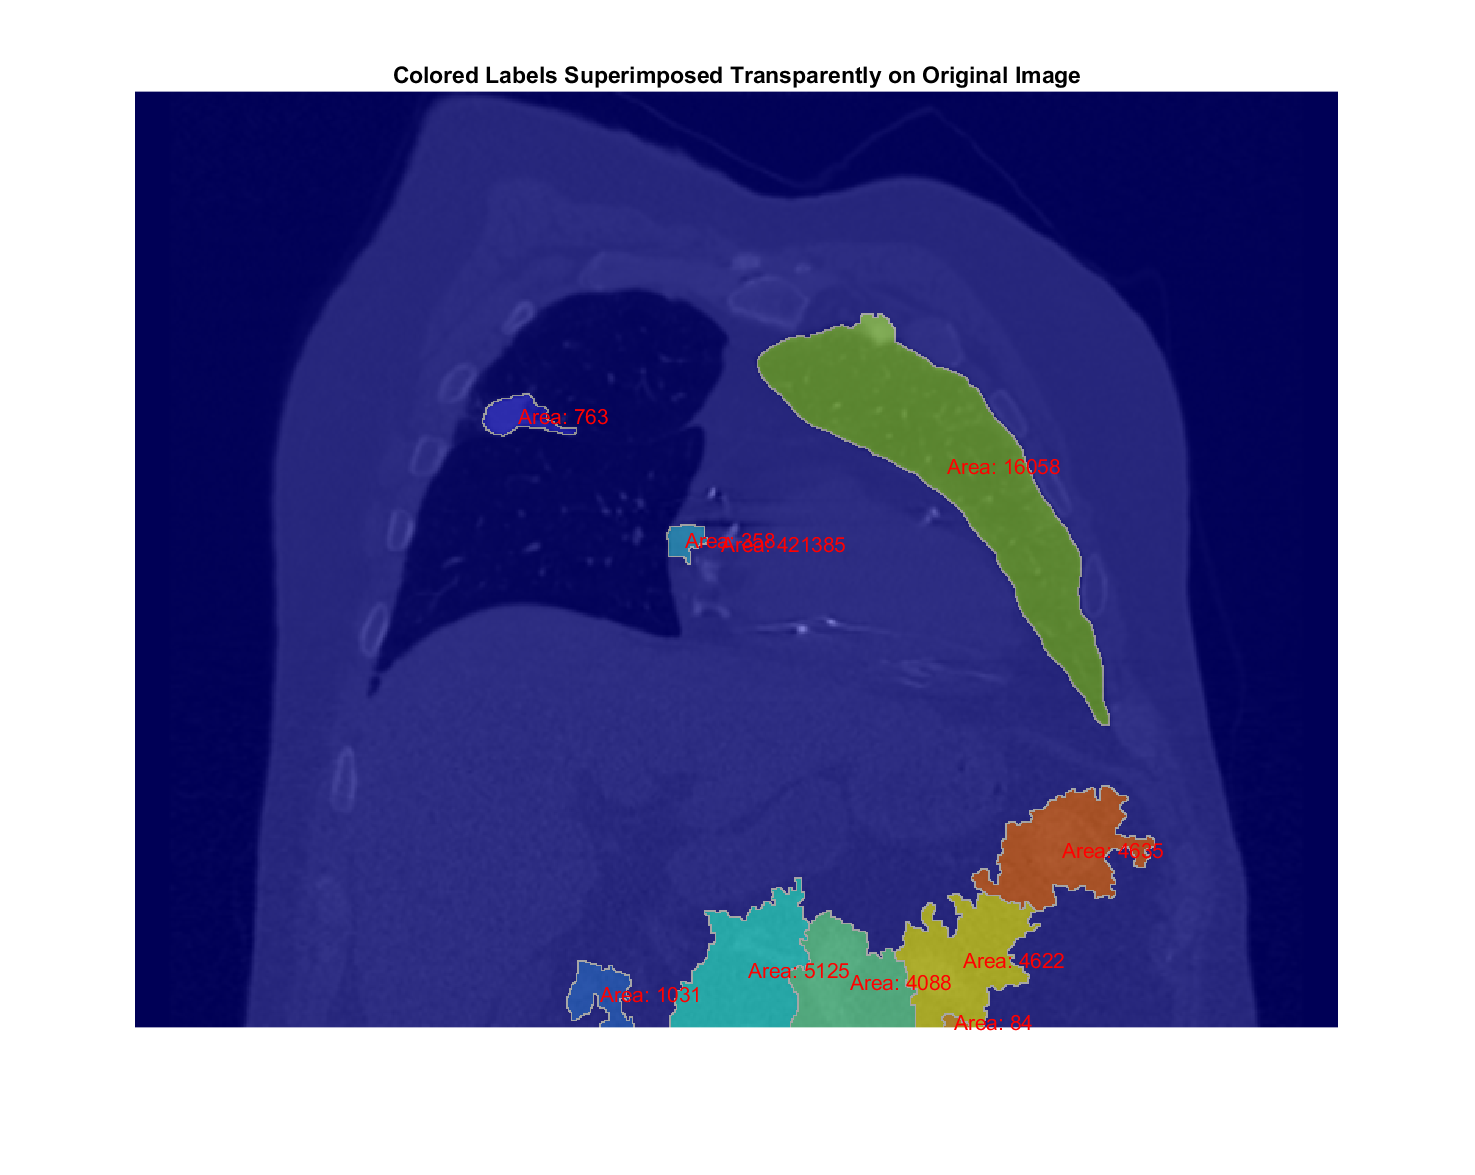 Colored Labels Superimposed Transparently on Original Image
Area: 763
Area: 16058
Area: 358
Area: 421385
Area: 4635
Area: 4622
Area: 5125
Area: 4088
Area: 1031
Area: 84